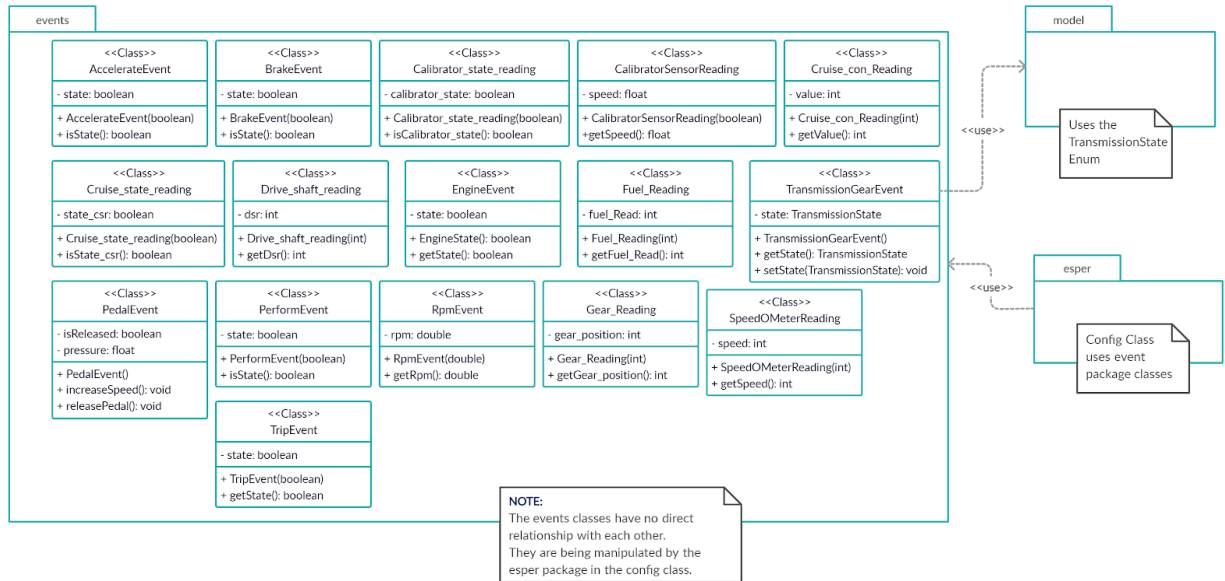 events
<<Class>>
AccelerateEvent
- state: boolean
+ AccelerateEvent(boolean)
+ isState(): boolean
<<Class>>
BrakeEvent
- state: boolean
+ BrakeEvent(boolean)
+ isState(): boolean
<<Class>>
Calibrator_state_reading
- calibrator_state: boolean
+ Calibrator_state_reading(boolean)
+ isCalibrator_state(): boolean
<<Class>>
CalibratorSensorReading
- speed: float
+ CalibratorSensorReading(boolean)
+getSpeed(): float
<<Class>>
Cruise_con_Reading
- value: int
+ Cruise_con_Reading(int)
+ getValue(): int
<<Class>>
Cruise_state_reading
- state_csr: boolean
+ Cruise_state_reading(boolean)
+ isState_csr(): boolean
<<Class>>
Drive_shaft_reading
- dsr: int
+ Drive_shaft_reading(int)
+ getDsr(): int
<<Class>>
EngineEvent
- state: boolean
+ EngineState(): boolean
+ getState(): boolean
<<Class>>
Fuel_Reading
- fuel_Read: int
+ Fuel_Reading(int)
+ getFuel_Read(): int
<<Class>>
TransmissionGearEvent
- state: TransmissionState
+ TransmissionGearEvent()
+ getState(): TransmissionState
+ setState(TransmissionState): void
<<Class>>
PedalEvent
- isReleased: boolean
- pressure: float
+ PedalEvent()
+ increaseSpeed(): void
+ releasePedal(): void
<<Class>>
PerformEvent
- state: boolean
+ PerformEvent(boolean)
+ isState(): boolean
<<Class>>
RpmEvent
- rpm: double
+ RpmEvent(double)
+ getRpm(): double
<<Class>>
Gear_Reading
- gear_position: int
+ Gear_Reading(int)
+ getGear_position(): int
<<Class>>
SpeedOMeterReading
- speed: int
+ SpeedOMeterReading(int)
+ getSpeed(): int
<<Class>>
TripEvent
- state: boolean
+ TripEvent(boolean)
+ getState(): boolean
NOTE:
The events classes have no direct
relationship with each other.
They are being manipulated by the
esper package in the config class.
model
<<use>>
Uses the
TransmissionState
Enum
esper
<<use>>
Config Class
uses event
package classes